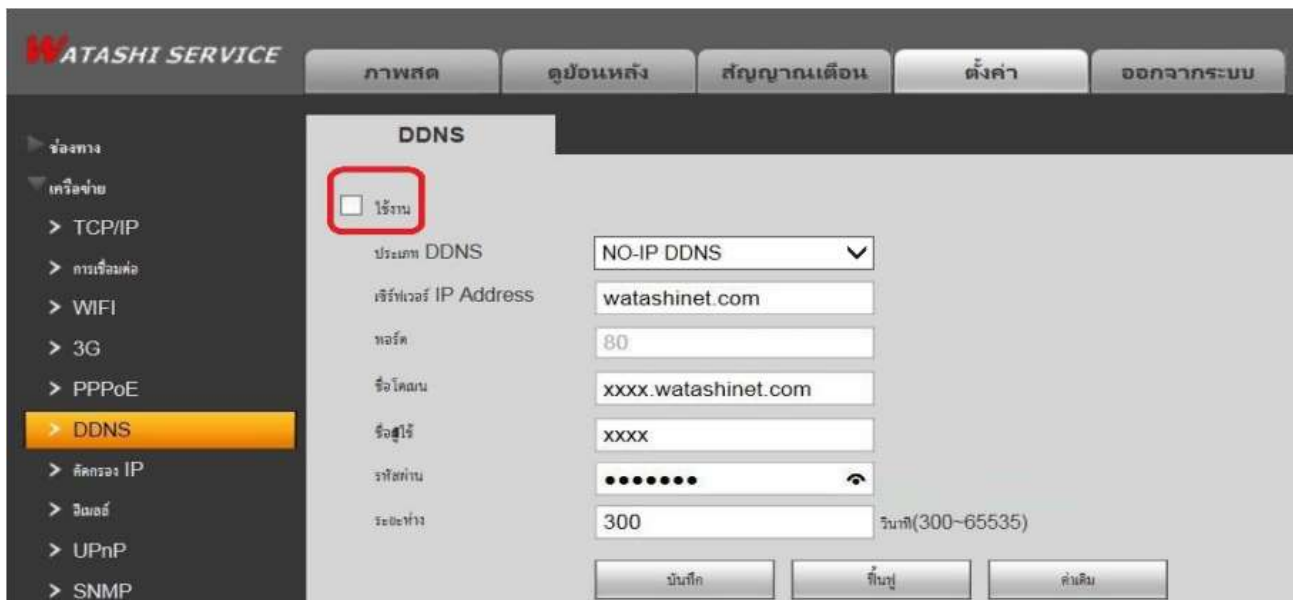 WATASHI SERVICE
ภาพสด ดูย้อนหลัง สัญญาณเตือน ตั้งค่า ออกจากระบบ
ช่องทาง
เครือข่าย
> TCP/IP
> การเชื่อมต่อ
> WIFI
> 3G
> PPPoE
> DDNS
> คัดกรอง IP
> อีเมลล์
> UPnP
> SNMP
DDNS
ใช้งาน
ประเภท DDNS NO-IP DDNS
เซิร์ฟเวอร์ IP Address watashinet.com
พอร์ต 80
ชื่อโดเมน xxxx.watashinet.com
ชื่อผู้ใช้ xxxx
รหัสผ่าน •••••••
ระยะห่าง 300 วินาที(300~65535)
บันทึก ฟื้นฟู ค่าเดิม